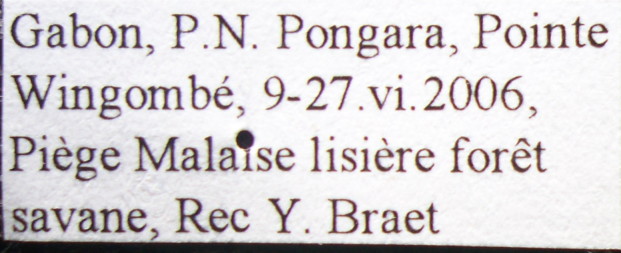 Gabon, P.N. Pongara, Pointe
Wingombé, 9-27.vi.2006,
Piège Malaise lisière forêt
savane, Rec Y. Braet